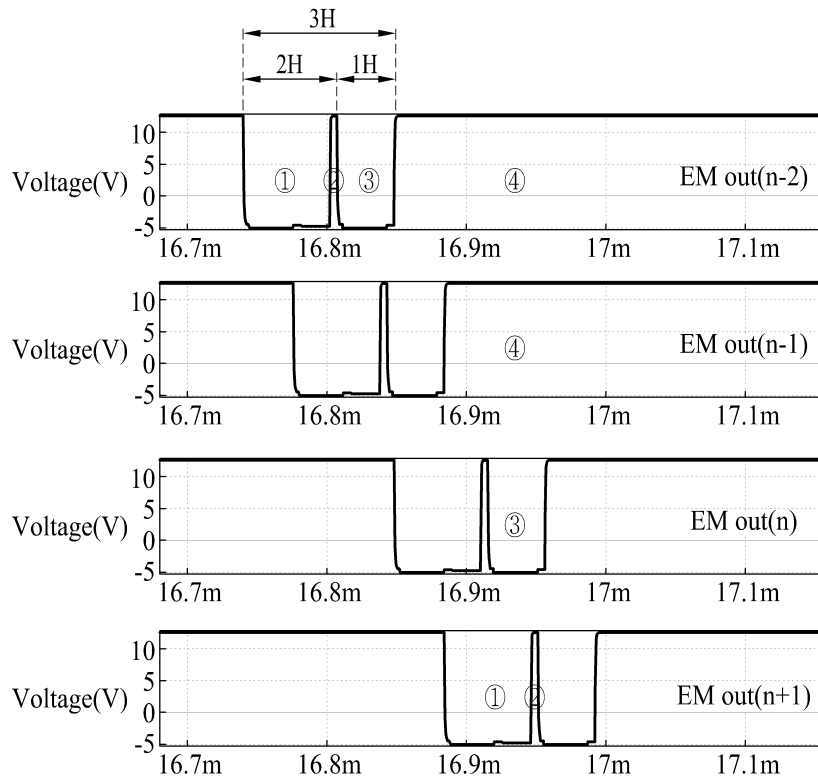 3H
2H 1H
10
5
Voltage(V) ① ② ③ ④ EM out(n-2)
0
-5
16.7m 16.8m 16.9m 17m 17.1m
10
5
Voltage(V) ④ EM out(n-1)
0
-5
16.7m 16.8m 16.9m 17m 17.1m
10
5
Voltage(V) ③ EM out(n)
0
-5
16.7m 16.8m 16.9m 17m 17.1m
10
5
Voltage(V) ① ② EM out(n+1)
0
-5
16.7m 16.8m 16.9m 17m 17.1m